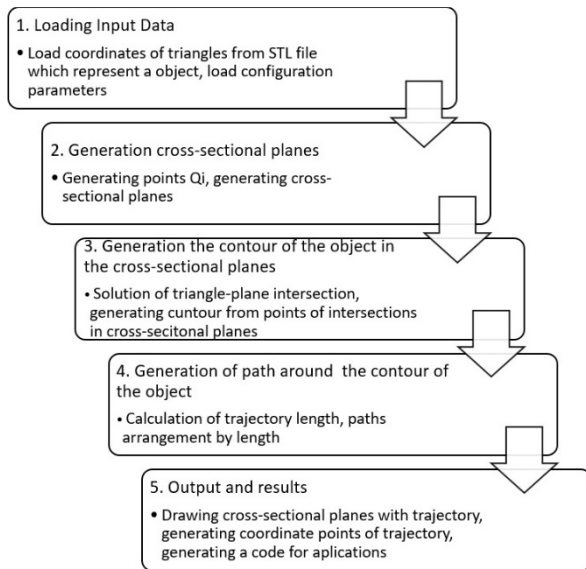 1. Loading Input Data
• Load coordinates of triangles from STL file
which represent a object, load configuration
parameters
2. Generation cross-sectional planes
• Generating points Qi, generating cross-
sectional planes
3. Generation the contour of the object in
the cross-sectional planes
• Solution of triangle-plane intersection,
generating cuntour from points of intersections
in cross-secitonal planes
4. Generation of path around the contour of
the object
• Calculation of trajectory length, paths
arrangement by length
5. Output and results
• Drawing cross-sectional planes with trajectory,
generating coordinate points of trajectory,
generating a code for aplications